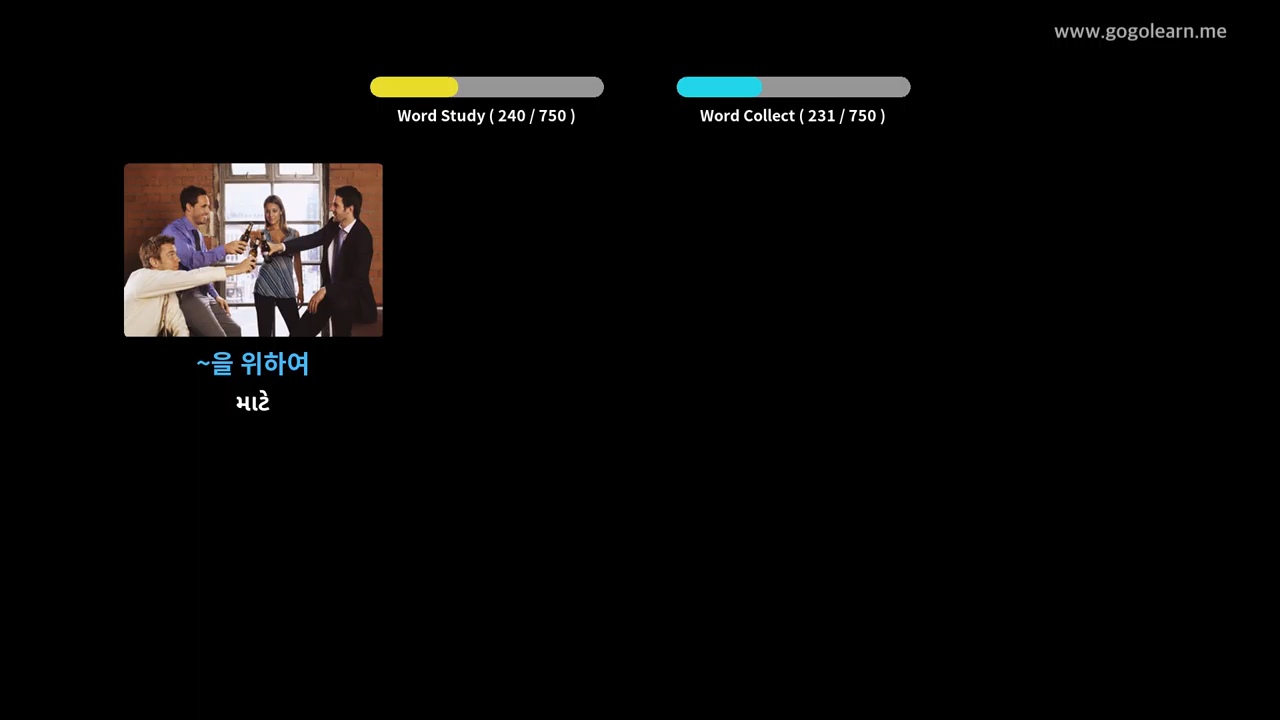 www.gogolearn.me
Word Study ( 240 / 750 )
Word Collect ( 231 / 750 )
~을 위하여
માટે